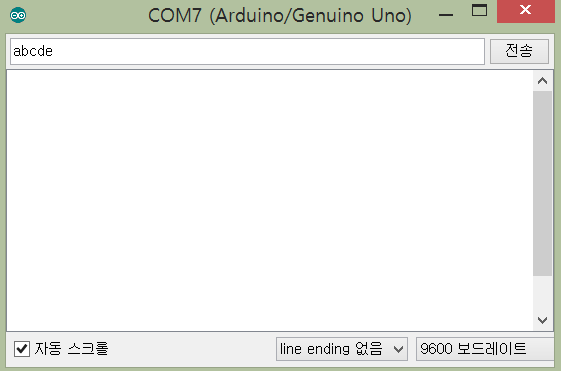 COM7 (Arduino/Genuino Uno)
abcde
전송
자동 스크롤
line ending 없음
9600 보드레이트